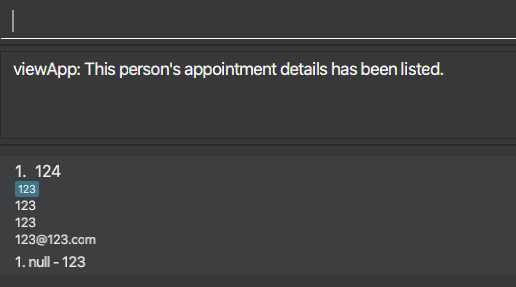 viewApp: This person's appointment details has been listed.
1. 124
123
123
123
123@123.com
1. null - 123